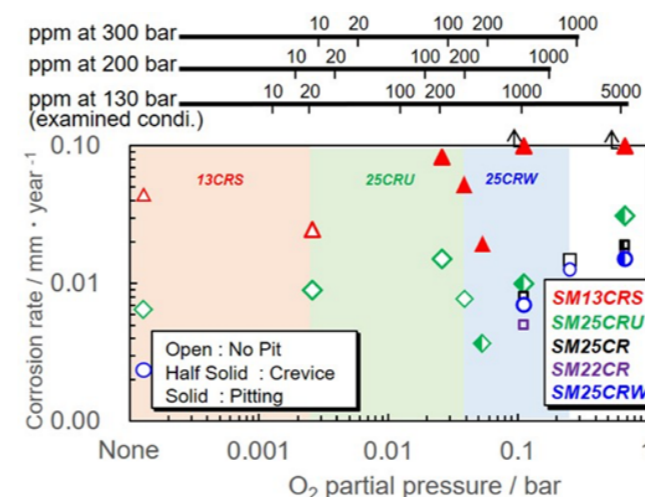 ppm at 300 bar
10 20 100 200 1000
ppm at 200 bar
10 20 100 200 1000
ppm at 130 bar
10 20 100 200 1000 5000
(examined condi.)
Corrosion rate / mm・year⁻¹
0.10
0.01
0.00
13CRS
25CRU
25CRW
Open : No Pit
Half Solid : Crevice
Solid : Pitting
SM13CRS
SM25CRU
SM25CR
SM22CR
SM25CRW
None 0.001 0.01 0.1 1
O₂ partial pressure / bar